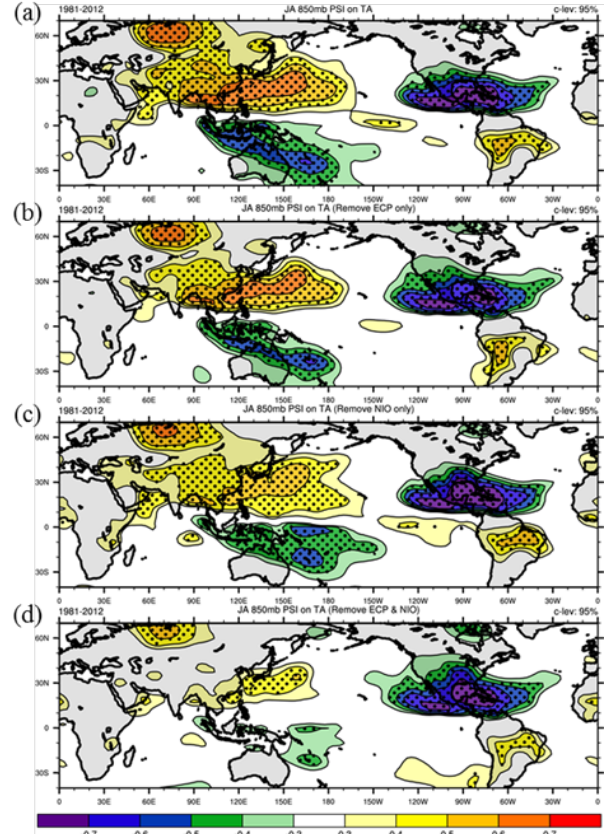 (a)
1981-2012 JA 850mb PSI on TA c-lev: 95%
60N
30N
0
30S
0 30E 60E 90E 120E 150E 180 150W 120W 90W 60W 30W 0
(b)
1981-2012 JA 850mb PSI on TA (Remove ECP only) c-lev: 95%
60N
30N
0
30S
0 30E 60E 90E 120E 150E 180 150W 120W 90W 60W 30W 0
(c)
1981-2012 JA 850mb PSI on TA (Remove NIO only) c-lev: 95%
60N
30N
0
30S
0 30E 60E 90E 120E 150E 180 150W 120W 90W 60W 30W 0
(d)
1981-2012 JA 850mb PSI on TA (Remove ECP & NIO) c-lev: 95%
60N
30N
0
30S
0 30E 60E 90E 120E 150E 180 150W 120W 90W 60W 30W 0